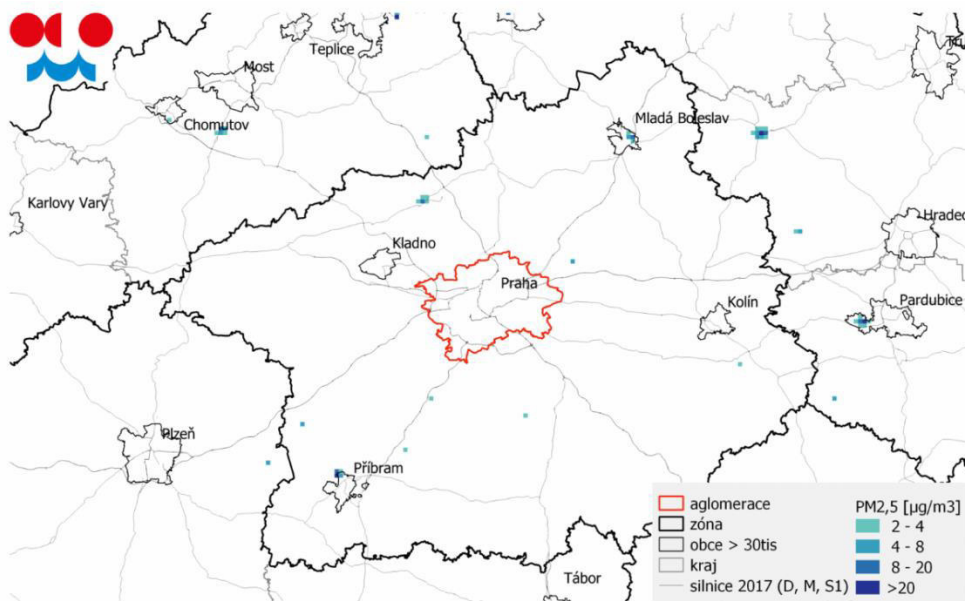 Teplice
Tru
Most
Chomutov
Mladá Boleslav
Karlovy Vary
Hradec
Kladno
Praha
Kolín
Pardubice
Plzeň
Příbram
Tábor
aglomerace
zóna
obce > 30tis
kraj
silnice 2017 (D, M, S1)
PM2,5 [µg/m3]
2 - 4
4 - 8
8 - 20
>20